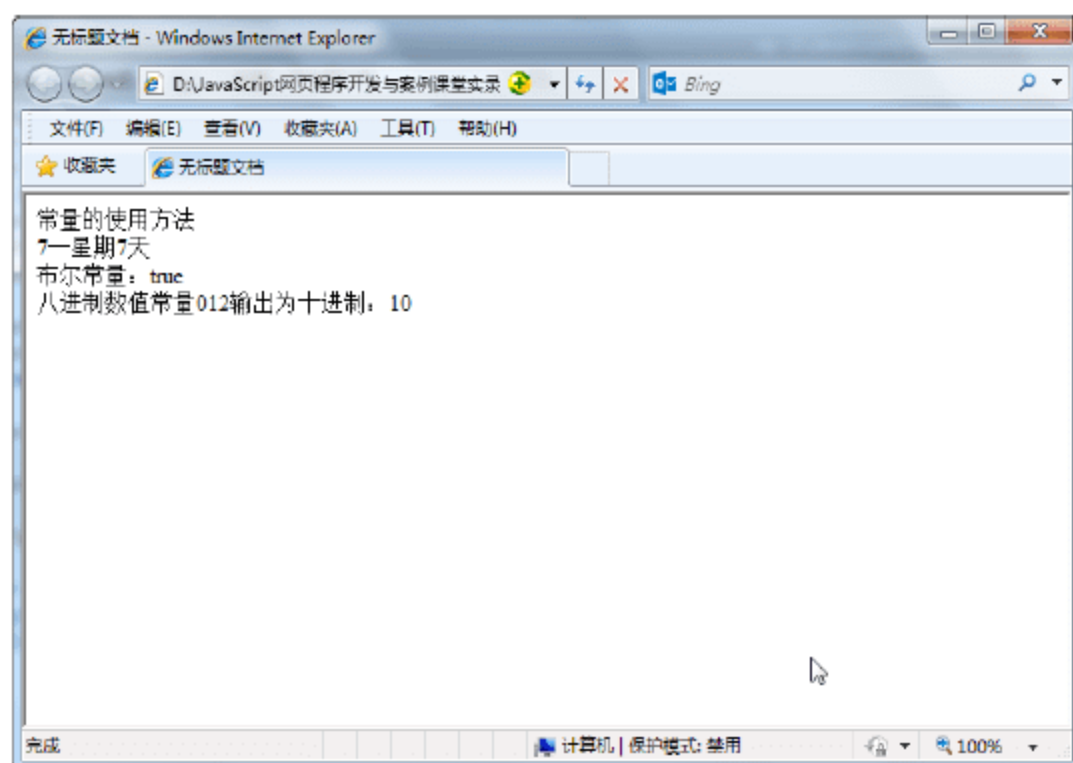 无标题文档 - Windows Internet Explorer
D:\JavaScript网页程序开发与案例课堂实录
Bing
文件(F) 编辑(E) 查看(V) 收藏夹(A) 工具(T) 帮助(H)
收藏夹 无标题文档
常量的使用方法
7一星期7天
布尔常量：true
八进制数值常量012输出为十进制：10
完成 计算机 | 保护模式: 禁用 100%